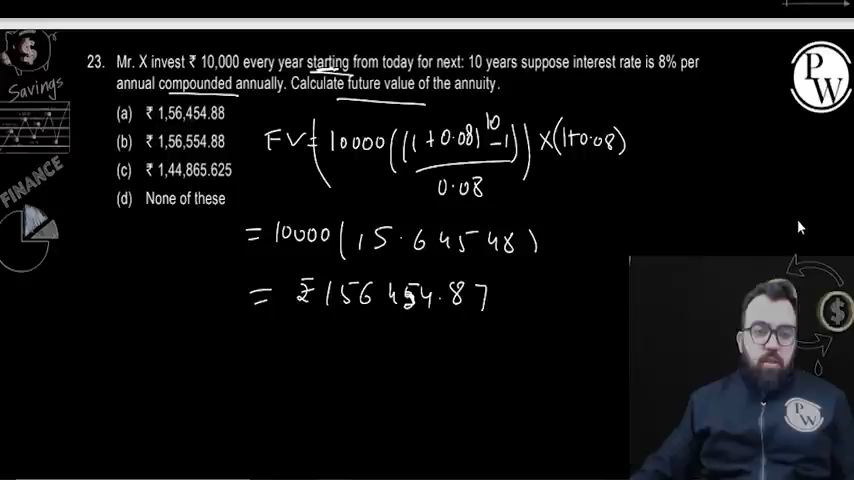 Savings
FINANCE
23. Mr. X invest ₹ 10,000 every year starting from today for next: 10 years suppose interest rate is 8% per
annual compounded annually. Calculate future value of the annuity.
(a) ₹ 1,56,454.88
(b) ₹ 1,56,554.88
(c) ₹ 1,44,865.625
(d) None of these
FV = (10000 (((1+0.08)^10 - 1) / 0.08)) × (1+0.08)
= 10000 (15.645548)
= ₹ 156454.87
P
W
PW